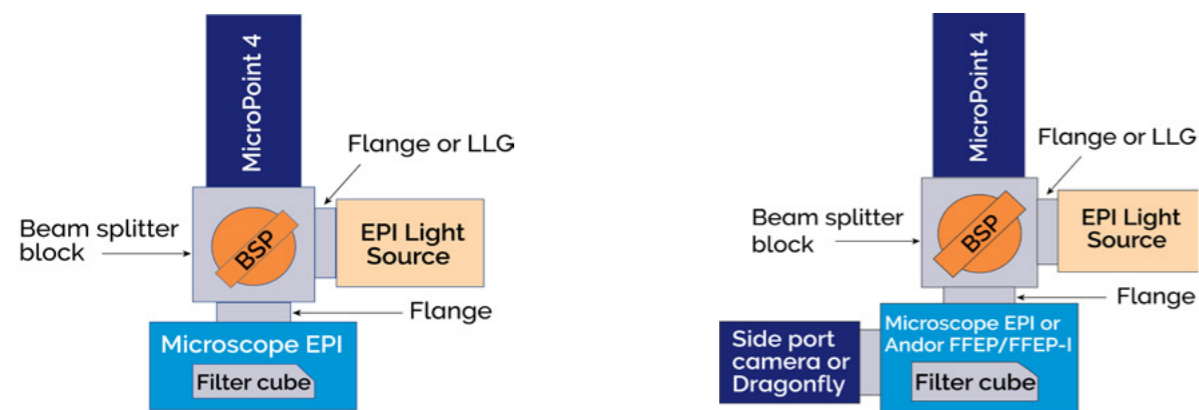 MicroPoint 4
Flange or LLG
Beam splitter
block
BSP
EPI Light
Source
Flange
Microscope EPI
Filter cube
MicroPoint 4
Flange or LLG
Beam splitter
block
BSP
EPI Light
Source
Flange
Side port
camera or
Dragonfly
Microscope EPI or
Andor FFEP/FFEP-I
Filter cube